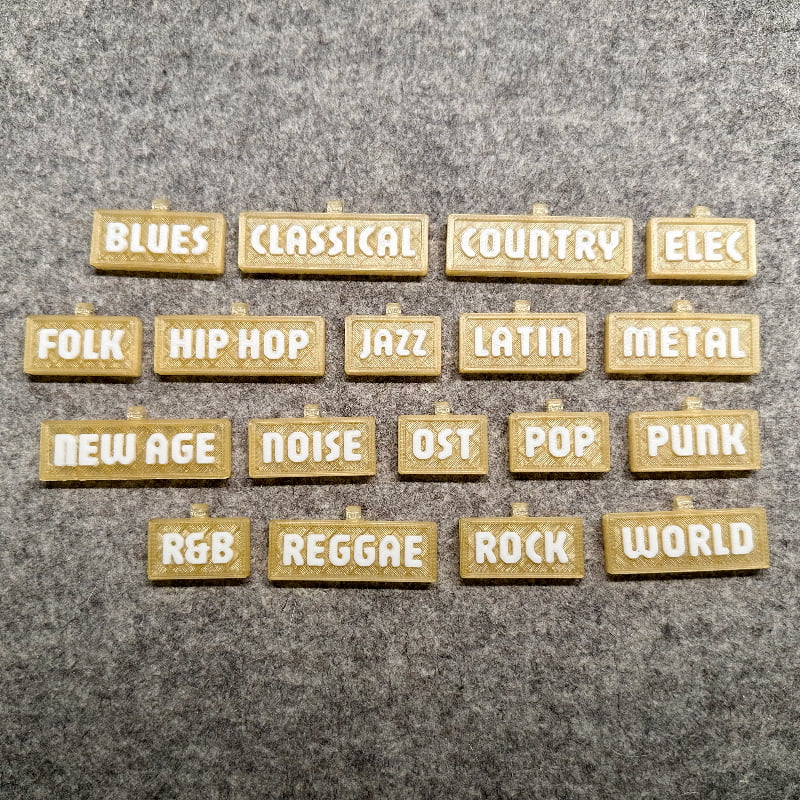 BLUES CLASSICAL COUNTRY ELEC
FOLK HIP HOP JAZZ LATIN METAL
NEW AGE NOISE OST POP PUNK
R&B REGGAE ROCK WORLD